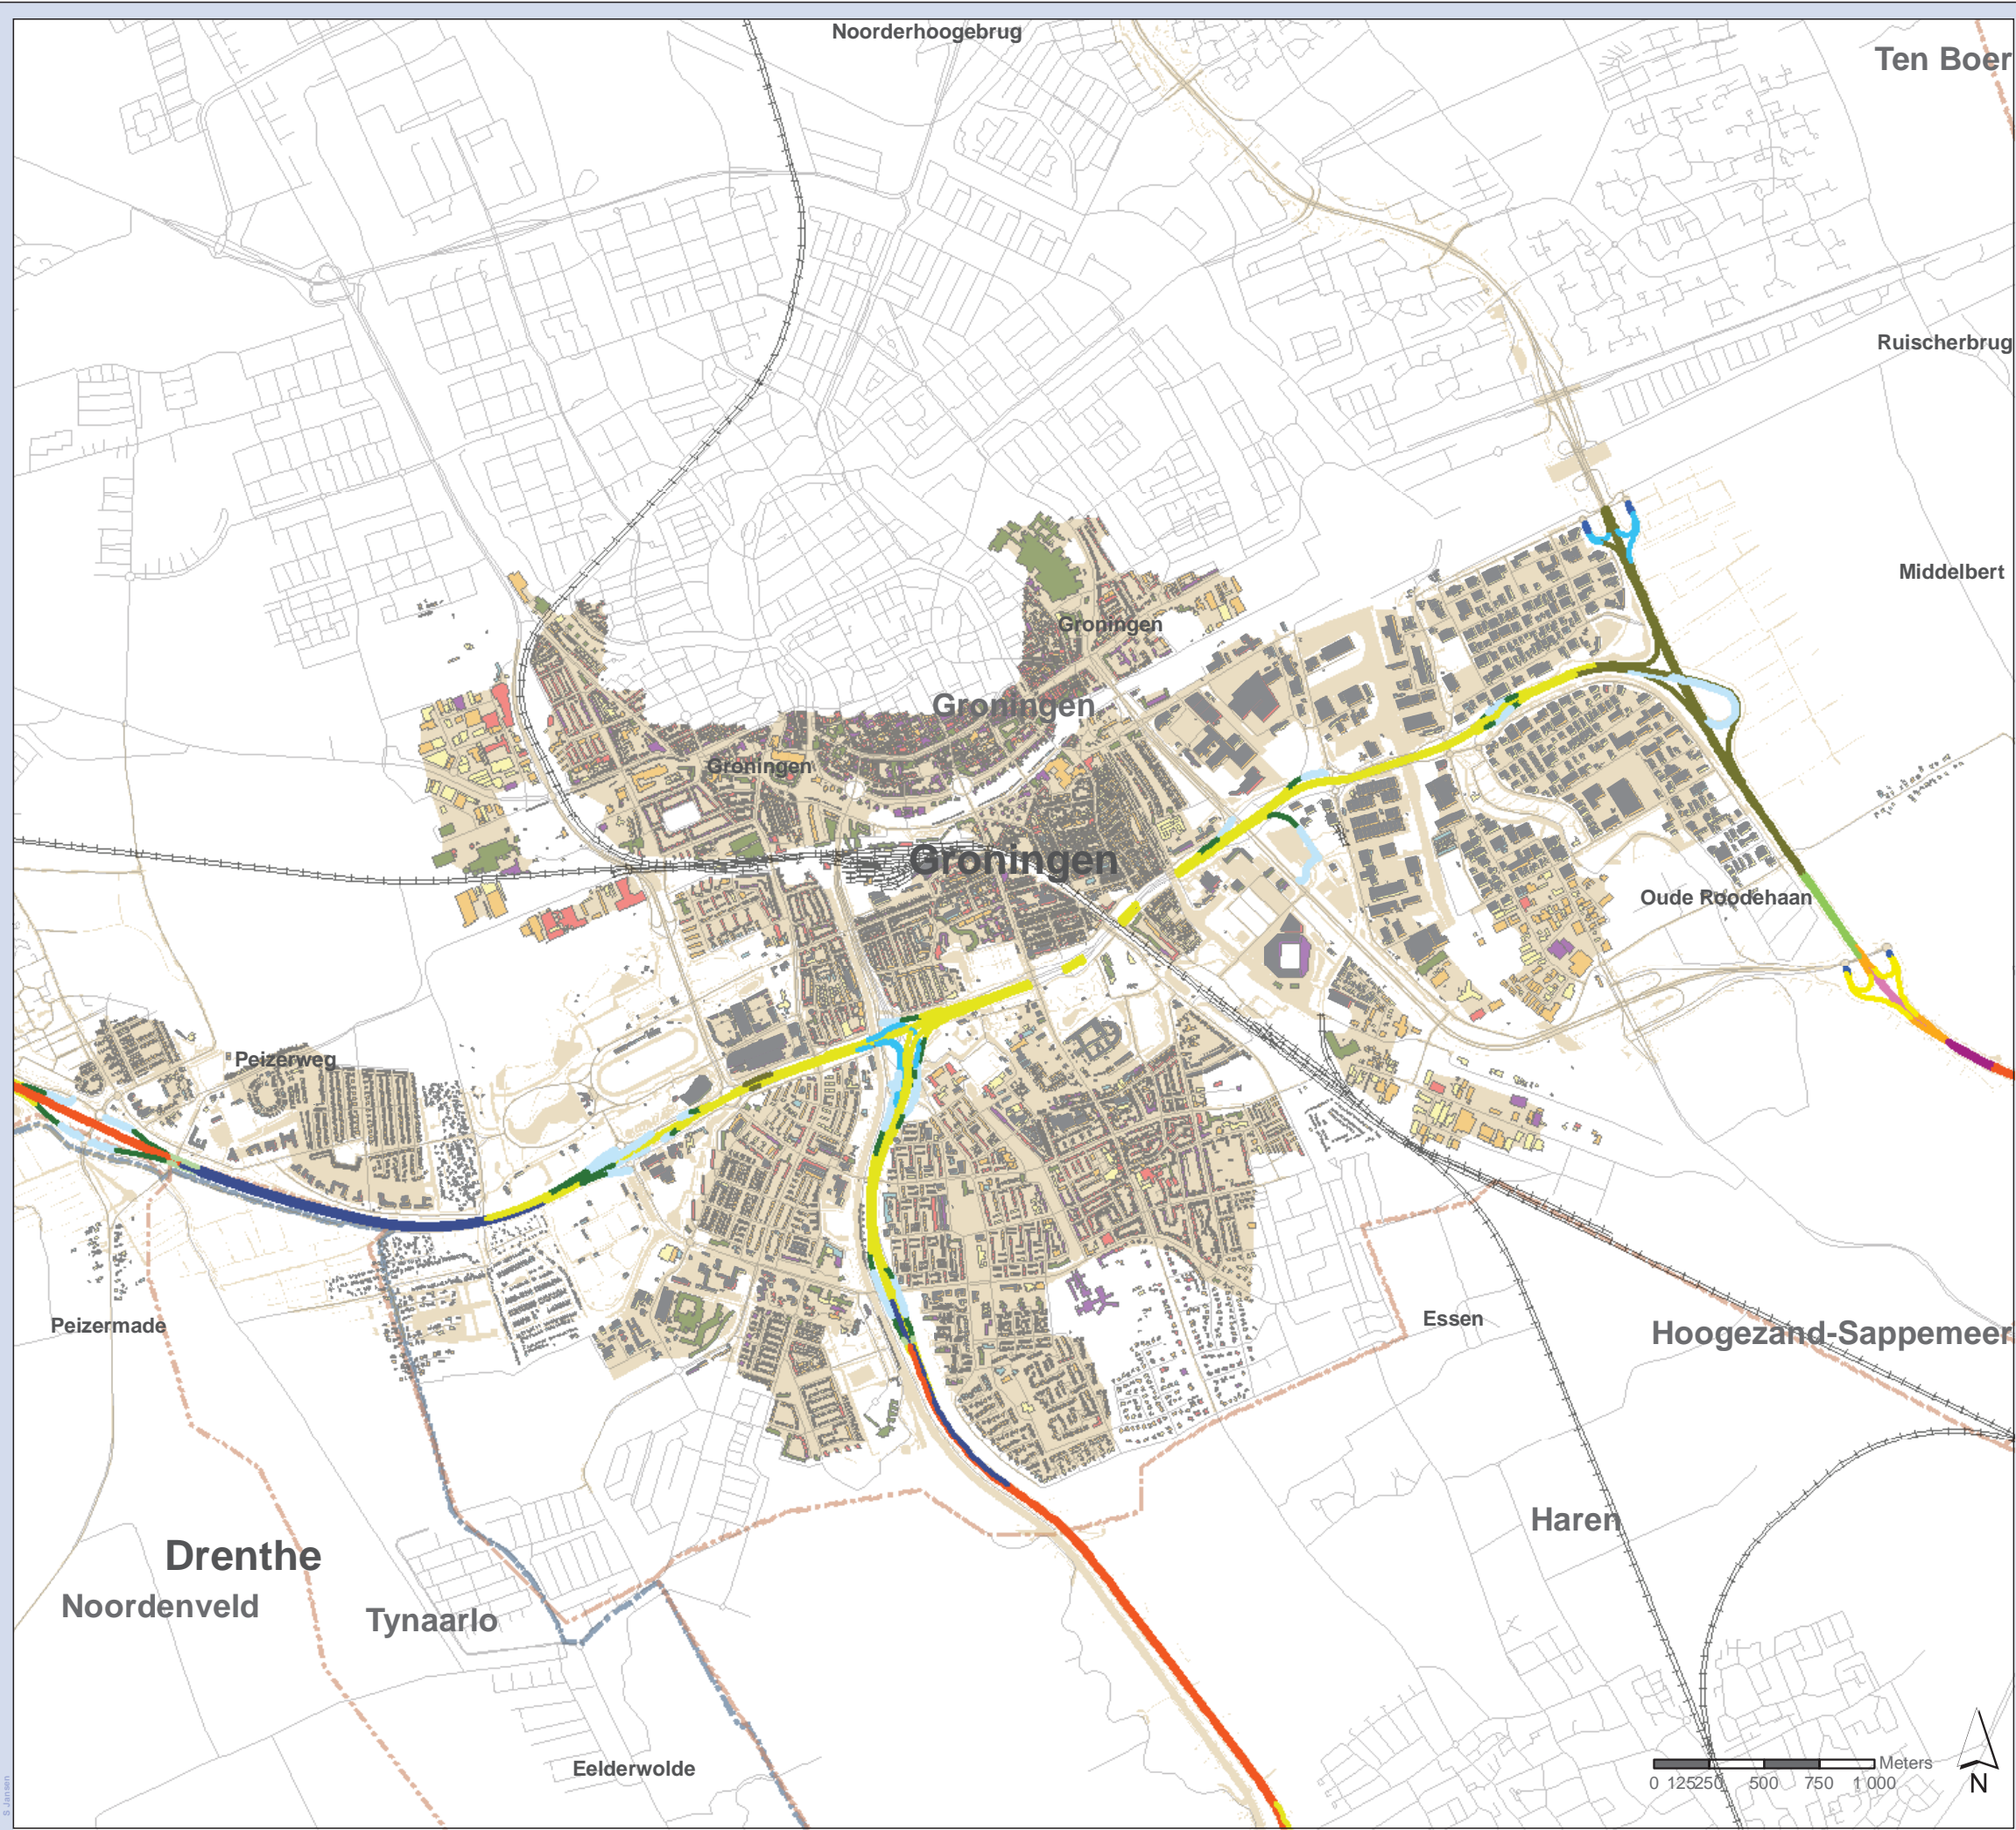 Noorderhoogebrug
Ten Boer
Ruischerbrug
Middelbert
Groningen
Groningen
Groningen
Groningen
Oude Roodehaan
Peizerweg
Peizermade
Essen
Hoogezand-Sappemeer
Haren
Drenthe
Noordenveld
Tynaarlo
Eelderwolde
Meters
0 125250 500 750 1 000
N
S Jansen